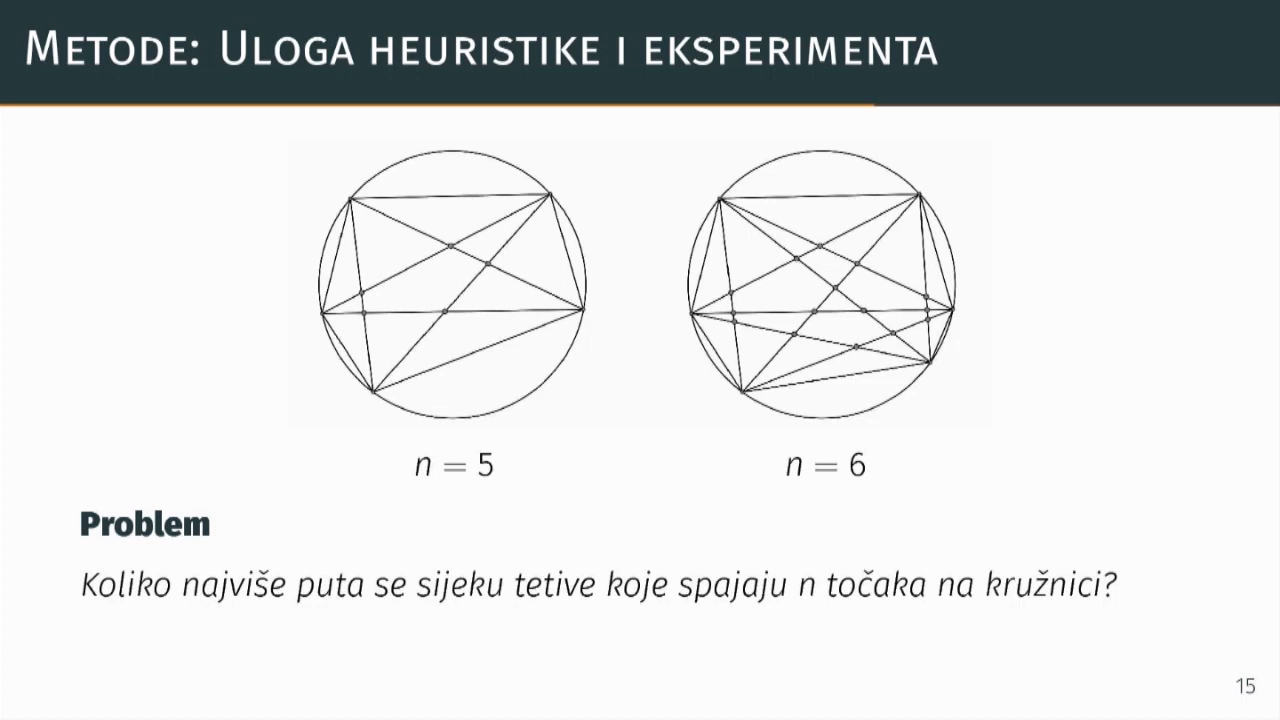 Metode: Uloga heuristike i eksperimenta
n = 5
n = 6
Problem
Koliko najviše puta se sijeku tetive koje spajaju n točaka na kružnici?
15